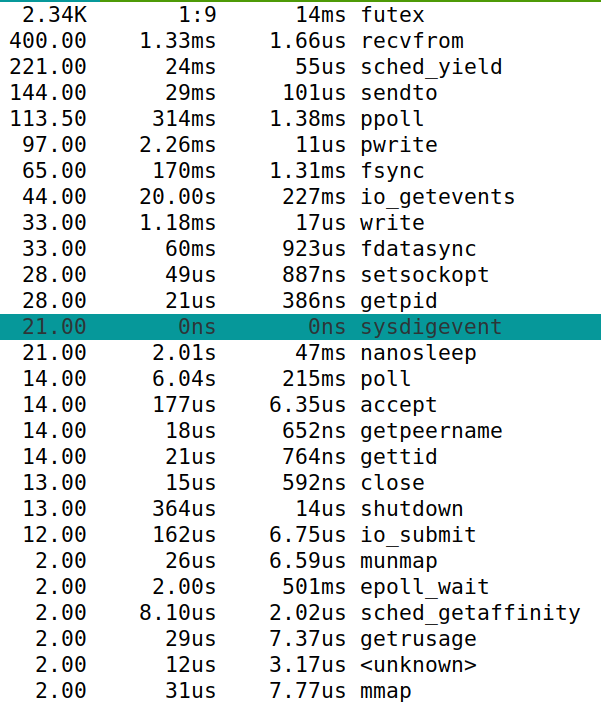 2.34K 1:9 14ms futex
400.00 1.33ms 1.66us recvfrom
221.00 24ms 55us sched_yield
144.00 29ms 101us sendto
113.50 314ms 1.38ms ppoll
97.00 2.26ms 11us pwrite
65.00 170ms 1.31ms fsync
44.00 20.00s 227ms io_getevents
33.00 1.18ms 17us write
33.00 60ms 923us fdatasync
28.00 49us 887ns setsockopt
28.00 21us 386ns getpid
21.00 0ns 0ns sysdigevent
21.00 2.01s 47ms nanosleep
14.00 6.04s 215ms poll
14.00 177us 6.35us accept
14.00 18us 652ns getpeername
14.00 21us 764ns gettid
13.00 15us 592ns close
13.00 364us 14us shutdown
12.00 162us 6.75us io_submit
2.00 26us 6.59us munmap
2.00 2.00s 501ms epoll_wait
2.00 8.10us 2.02us sched_getaffinity
2.00 29us 7.37us getrusage
2.00 12us 3.17us <unknown>
2.00 31us 7.77us mmap